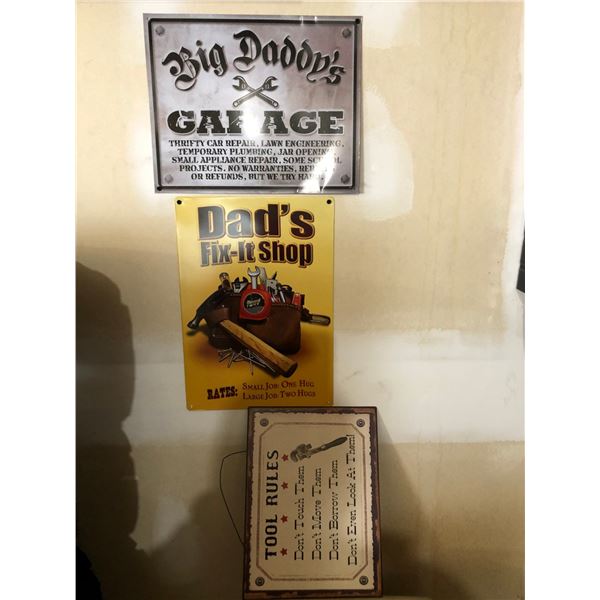 Big Daddy's
GARAGE
THRIFTY CAR REPAIR, LAWN ENGINEERING,
TEMPORARY PLUMBING, JAR OPENING,
SMALL APPLIANCE REPAIR, SOME SCHOOL
PROJECTS. NO WARRANTIES,
OR REFUNDS, BUT WE TRY
Dad's
Fix-It Shop
RATES: SMALL JOB: ONE HUG
LARGE JOB: TWO HUGS
TOOL RULES
Don't Touch Them
Don't Move Them
Don't Borrow Them
Don't Even Look At Them!